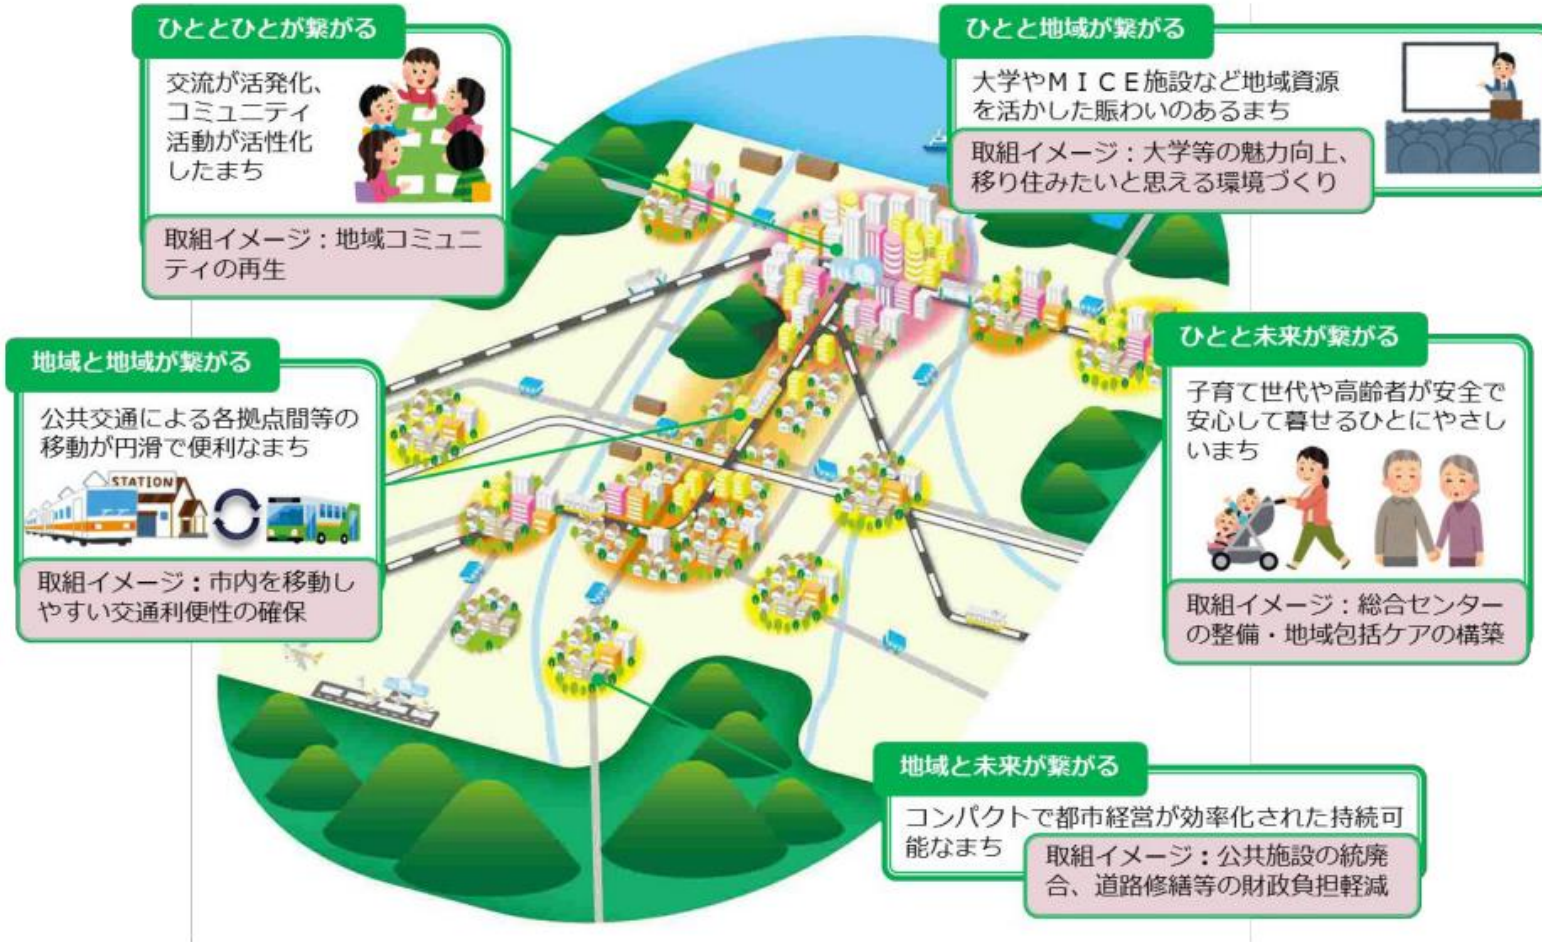 ひととひとが繋がる
交流が活発化、
コミュニティ
活動が活性化
したまち
取組イメージ：地域コミュニ
ティの再生
ひとと地域が繋がる
大学やＭＩＣＥ施設など地域資源
を活かした賑わいのあるまち
取組イメージ：大学等の魅力向上、
移り住みたいと思える環境づくり
地域と地域が繋がる
公共交通による各拠点間等の
移動が円滑で便利なまち
STATION
取組イメージ：市内を移動し
やすい交通利便性の確保
ひとと未来が繋がる
子育て世代や高齢者が安全で
安心して暮せるひとにやさし
いまち
取組イメージ：総合センター
の整備・地域包括ケアの構築
地域と未来が繋がる
コンパクトで都市経営が効率化された持続可
能なまち
取組イメージ：公共施設の統廃
合、道路修繕等の財政負担軽減